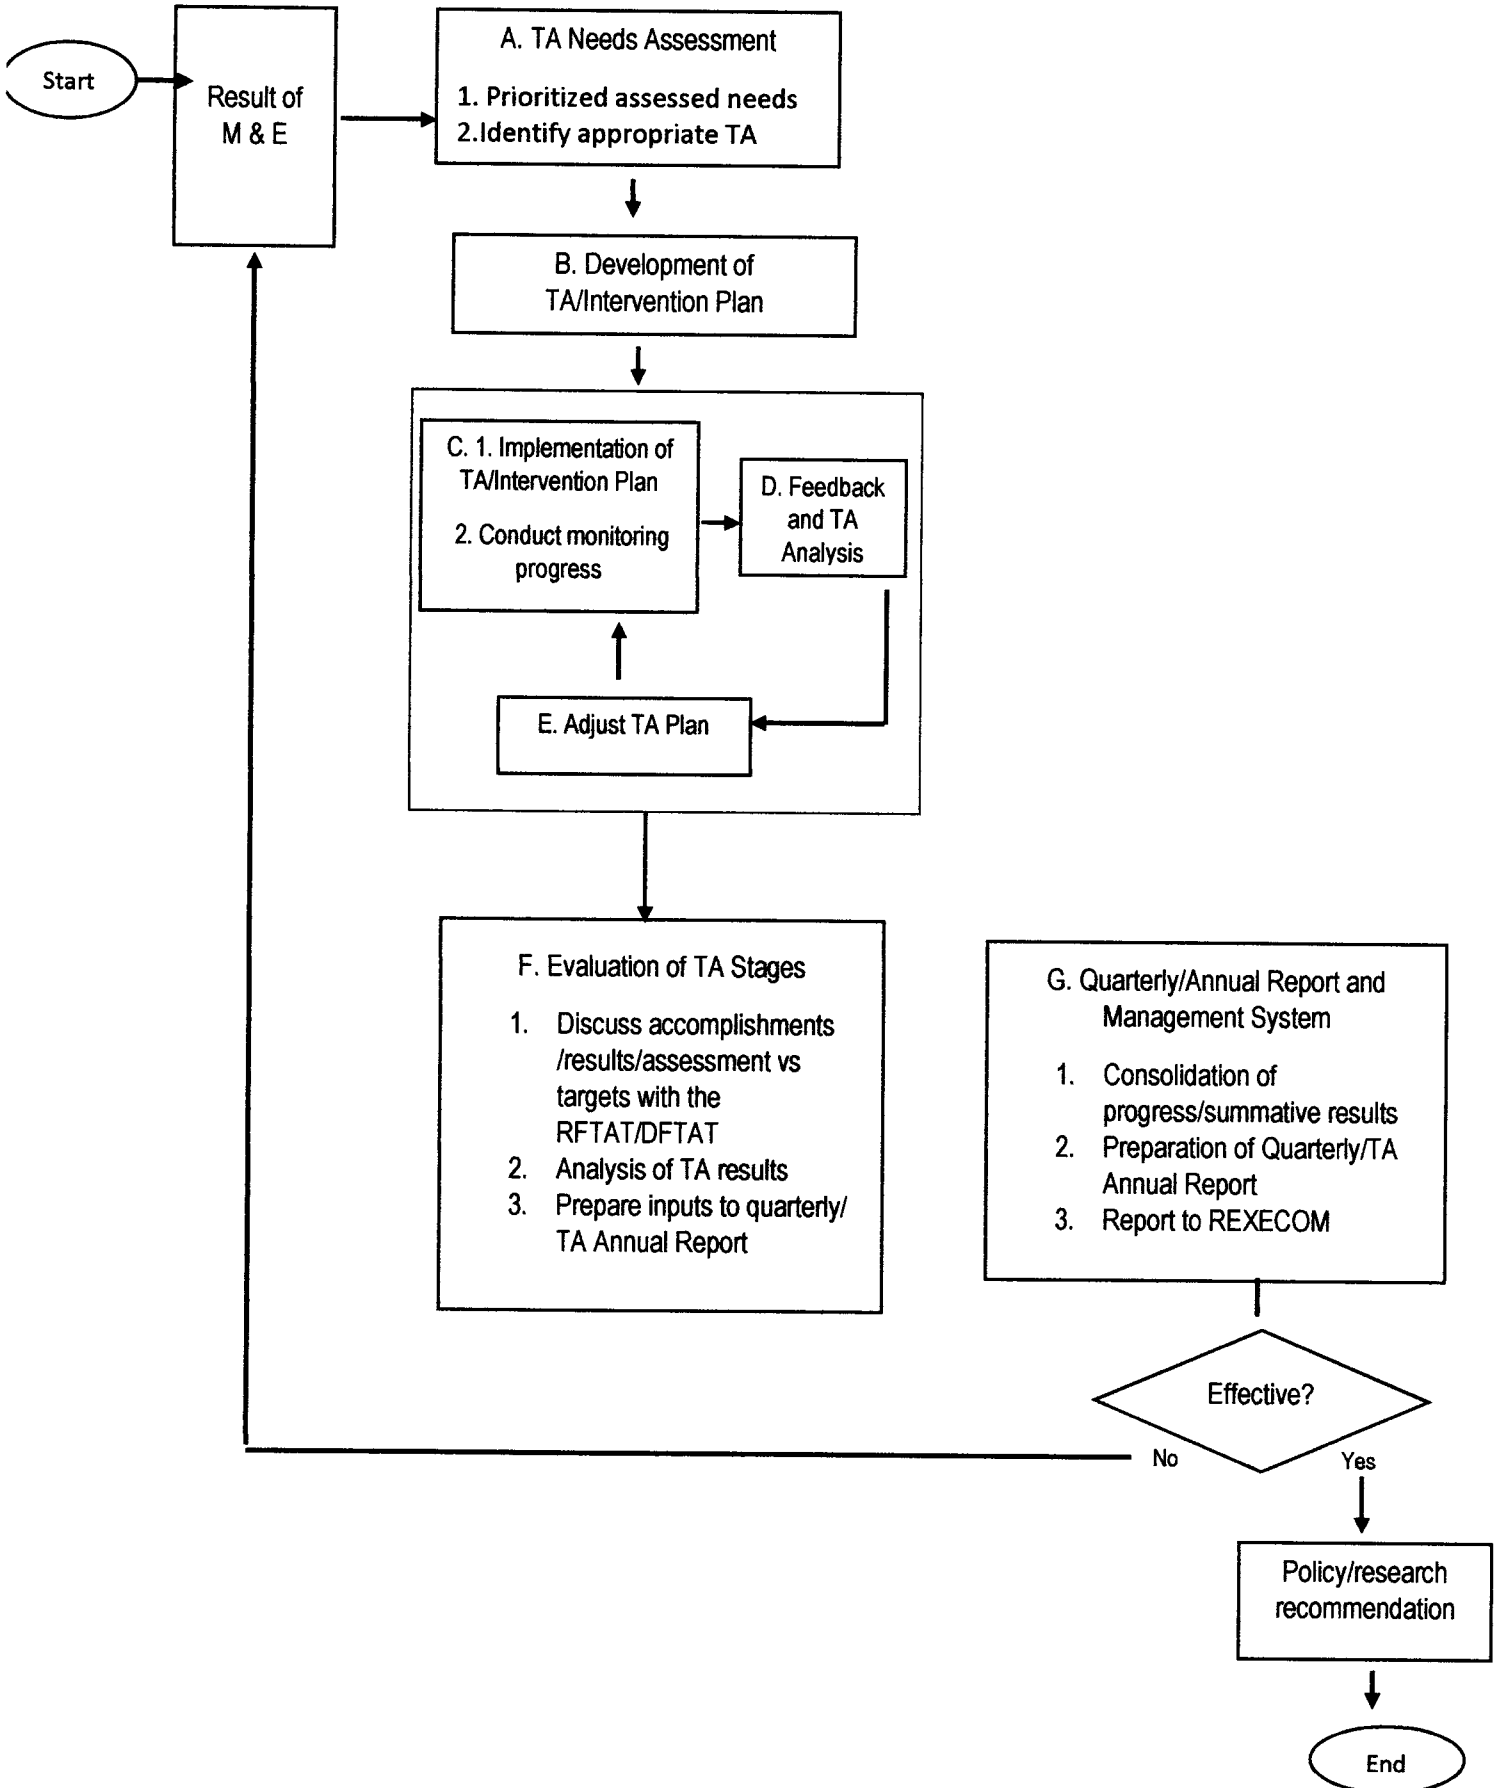 Start
Result of
M & E
A. TA Needs Assessment
1. Prioritized assessed needs
2.Identify appropriate TA
B. Development of
TA/Intervention Plan
C. 1. Implementation of
TA/Intervention Plan
2. Conduct monitoring
progress
D. Feedback
and TA
Analysis
E. Adjust TA Plan
F. Evaluation of TA Stages
1. Discuss accomplishments
/results/assessment vs
targets with the
RFTAT/DFTAT
2. Analysis of TA results
3. Prepare inputs to quarterly/
TA Annual Report
G. Quarterly/Annual Report and
Management System
1. Consolidation of
progress/summative results
2. Preparation of Quarterly/TA
Annual Report
3. Report to REXECOM
Effective?
No
Yes
Policy/research
recommendation
End